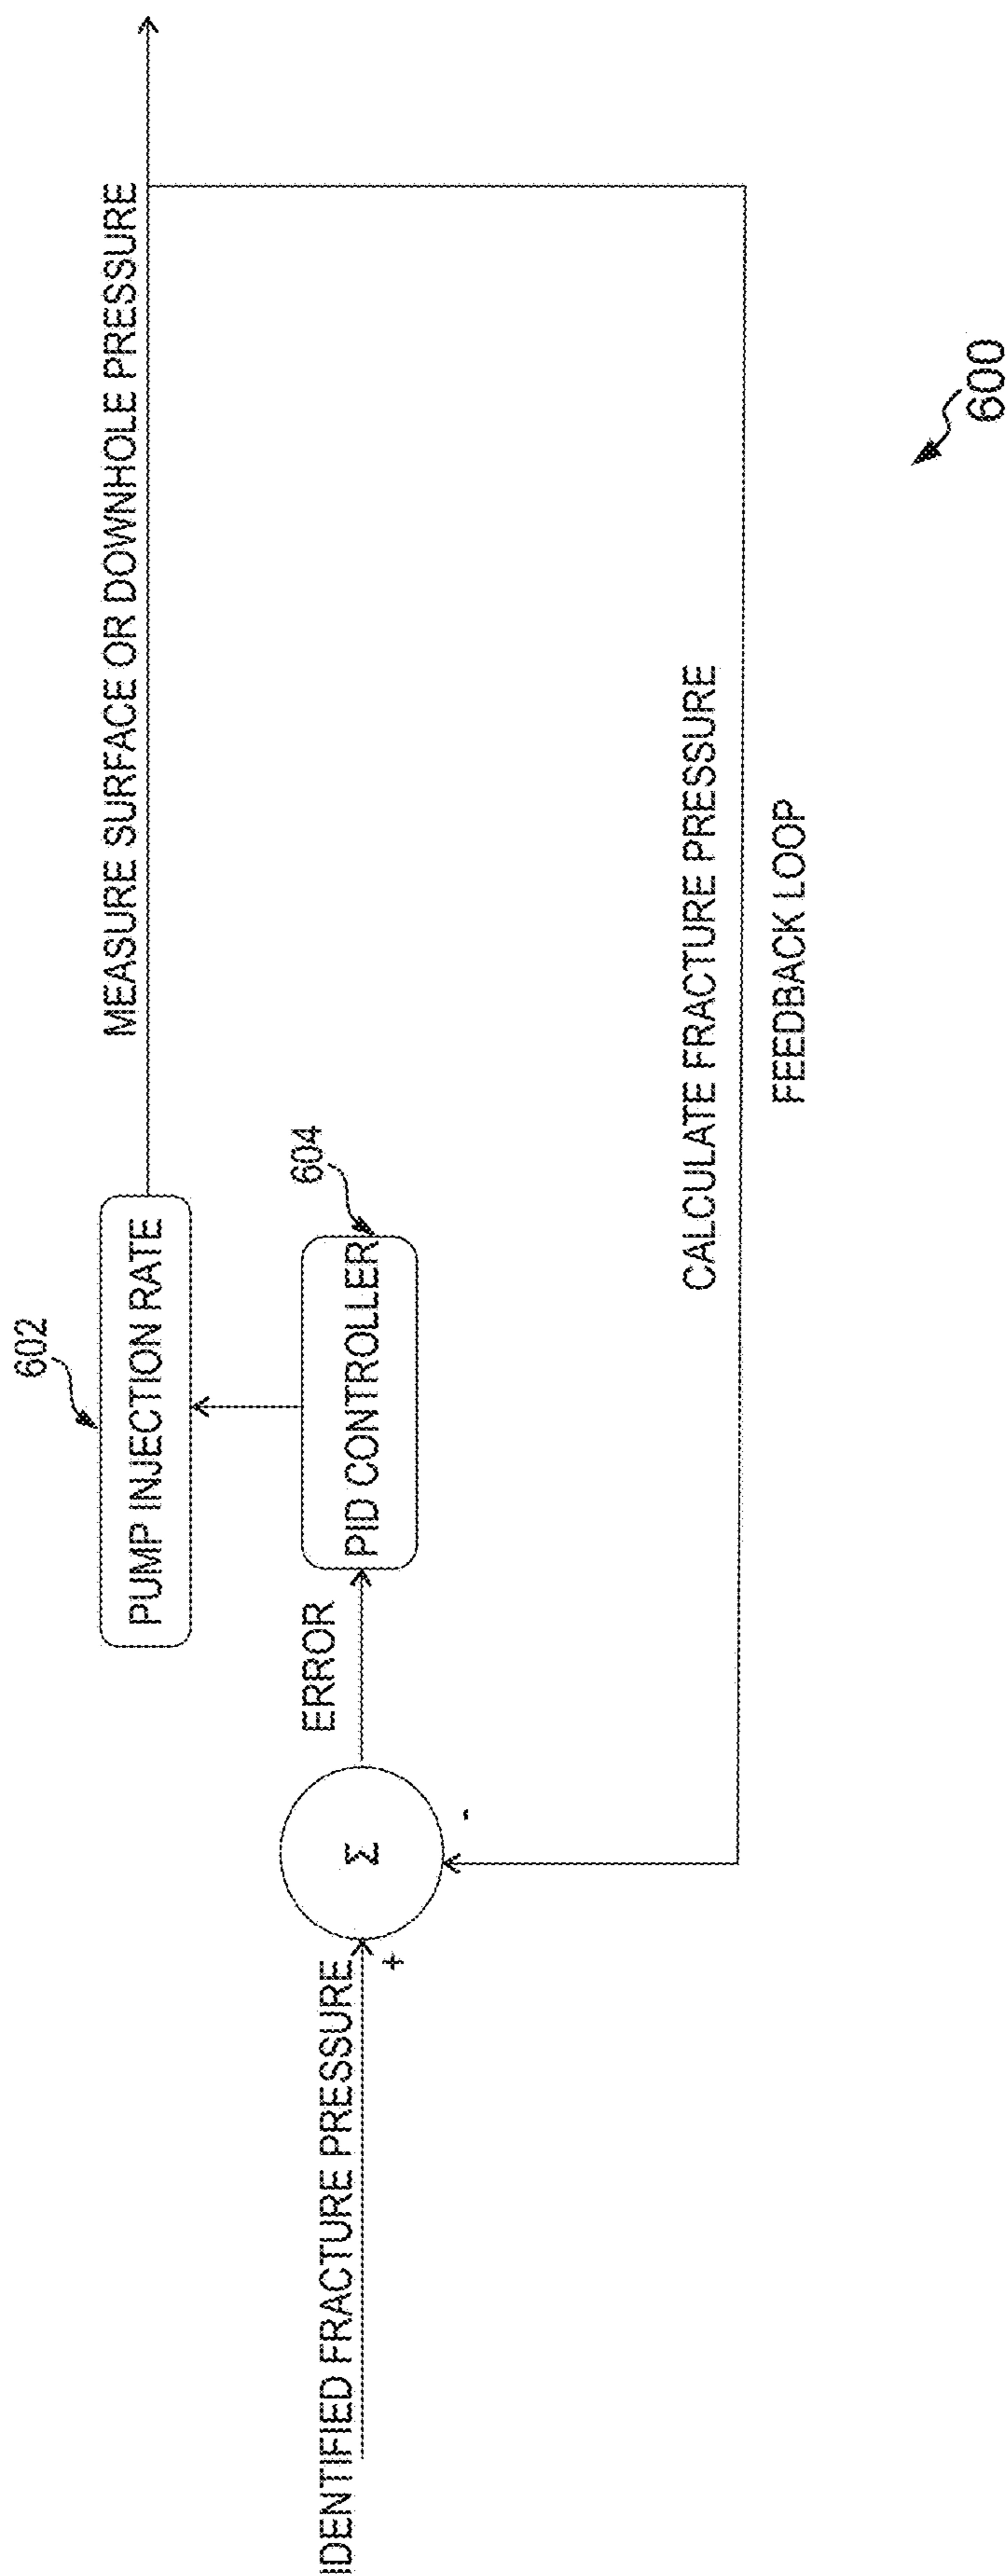 602
PUMP INJECTION RATE
MEASURE SURFACE OR DOWNHOLE PRESSURE
604
IDENTIFIED FRACTURE PRESSURE
+
Σ
-
ERROR
PID CONTROLLER
CALCULATE FRACTURE PRESSURE
FEEDBACK LOOP
600